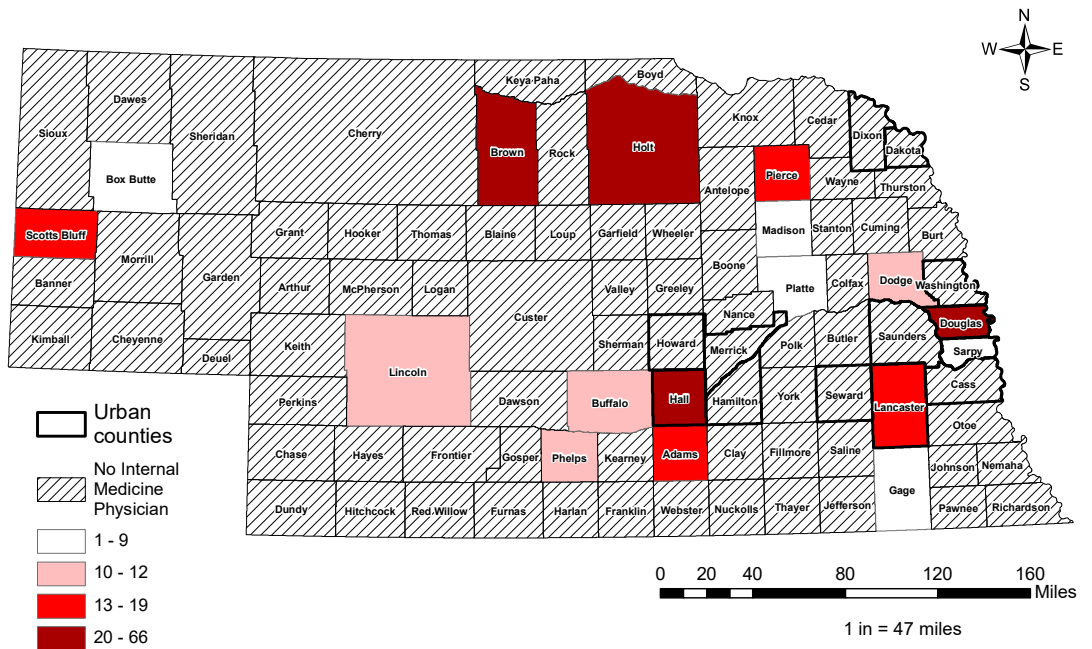 N
W E
S
Boyd
Keya Paha
Dawes
Knox
Cedar
Sioux
Sheridan
Cherry
Dixon
Dakota
Brown
Rock
Holt
Box Butte
Pierce
Wayne
Thurston
Antelope
Scotts Bluff
Grant
Hooker
Thomas
Blaine
Loup
Garfield
Wheeler
Madison
Stanton
Cuming
Burt
Morrill
Garden
Boone
Banner
Arthur
McPherson
Logan
Valley
Greeley
Platte
Colfax
Dodge
Washington
Custer
Nance
Kimball
Cheyenne
Deuel
Keith
Sherman
Howard
Merrick
Polk
Butler
Saunders
Douglas
Sarpy
Lincoln
Perkins
Dawson
Buffalo
Hall
Hamilton
York
Seward
Lancaster
Cass
Otoe
Chase
Hayes
Frontier
Gosper
Phelps
Kearney
Adams
Clay
Fillmore
Saline
Johnson
Nemaha
Gage
Dundy
Hitchcock
Red Willow
Furnas
Harlan
Franklin
Webster
Nuckolls
Thayer
Jefferson
Pawnee
Richardson
Urban
counties
No Internal
Medicine
Physician
1 - 9
10 - 12
13 - 19
20 - 66
0 20 40 80 120 160
Miles
1 in = 47 miles